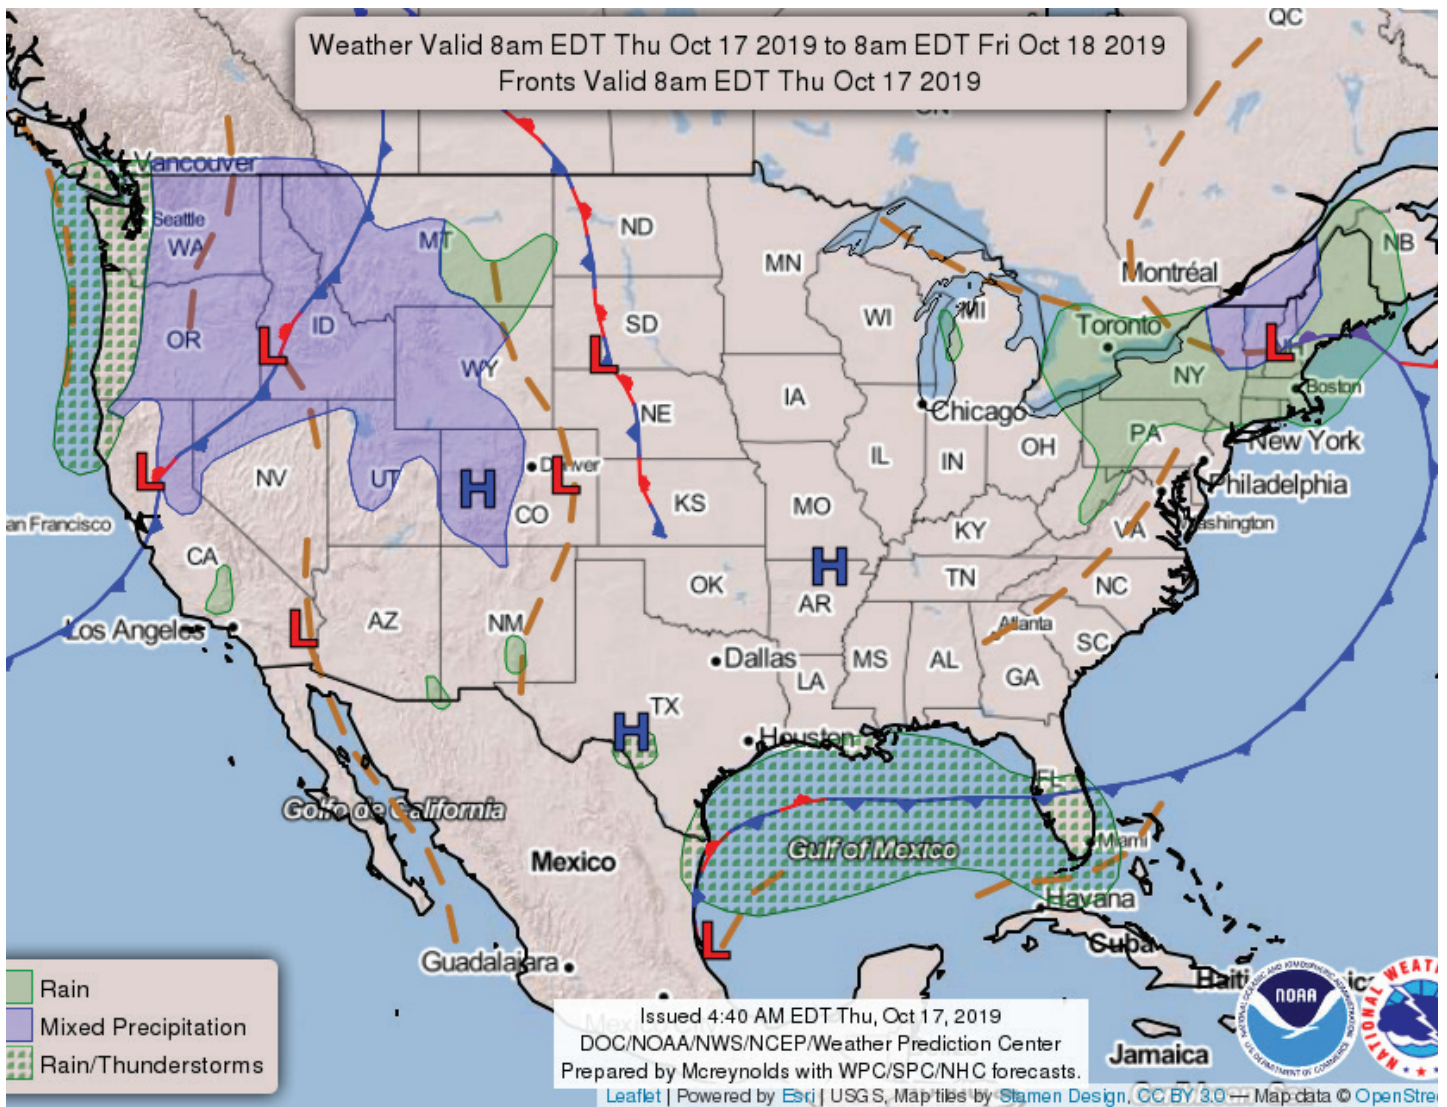 QC
Weather Valid 8am EDT Thu Oct 17 2019 to 8am EDT Fri Oct 18 2019
Fronts Valid 8am EDT Thu Oct 17 2019
Vancouver
Seattle
WA
MT
ND
MN
NB
Montréal
OR
ID
SD
WI
MI
Toronto
L
L
L
WY
NY
NE
IA
Boston
Chicago
PA
New York
OH
IL
IN
L
NV
UT
H
L
CO
KS
MO
Philadelphia
an Francisco
KY
VA
CA
H
OK
TN
NC
AR
Los Angeles
L
AZ
NM
Atlanta
SC
Dallas
MS
AL
GA
LA
TX
H
Houston
FL
Golfo de California
Gulf of Mexico
Miami
Mexico
Havana
L
Cuba
Guadalajara
Rain
Mixed Precipitation
Rain/Thunderstorms
Issued 4:40 AM EDT Thu, Oct 17, 2019
DOC/NOAA/NWS/NCEP/Weather Prediction Center
Prepared by Mcreynolds with WPC/SPC/NHC forecasts.
NOAA
Jamaica
Leaflet | Powered by Esri | USGS, Map tiles by Stamen Design, CC BY 3.0 — Map data © OpenStre